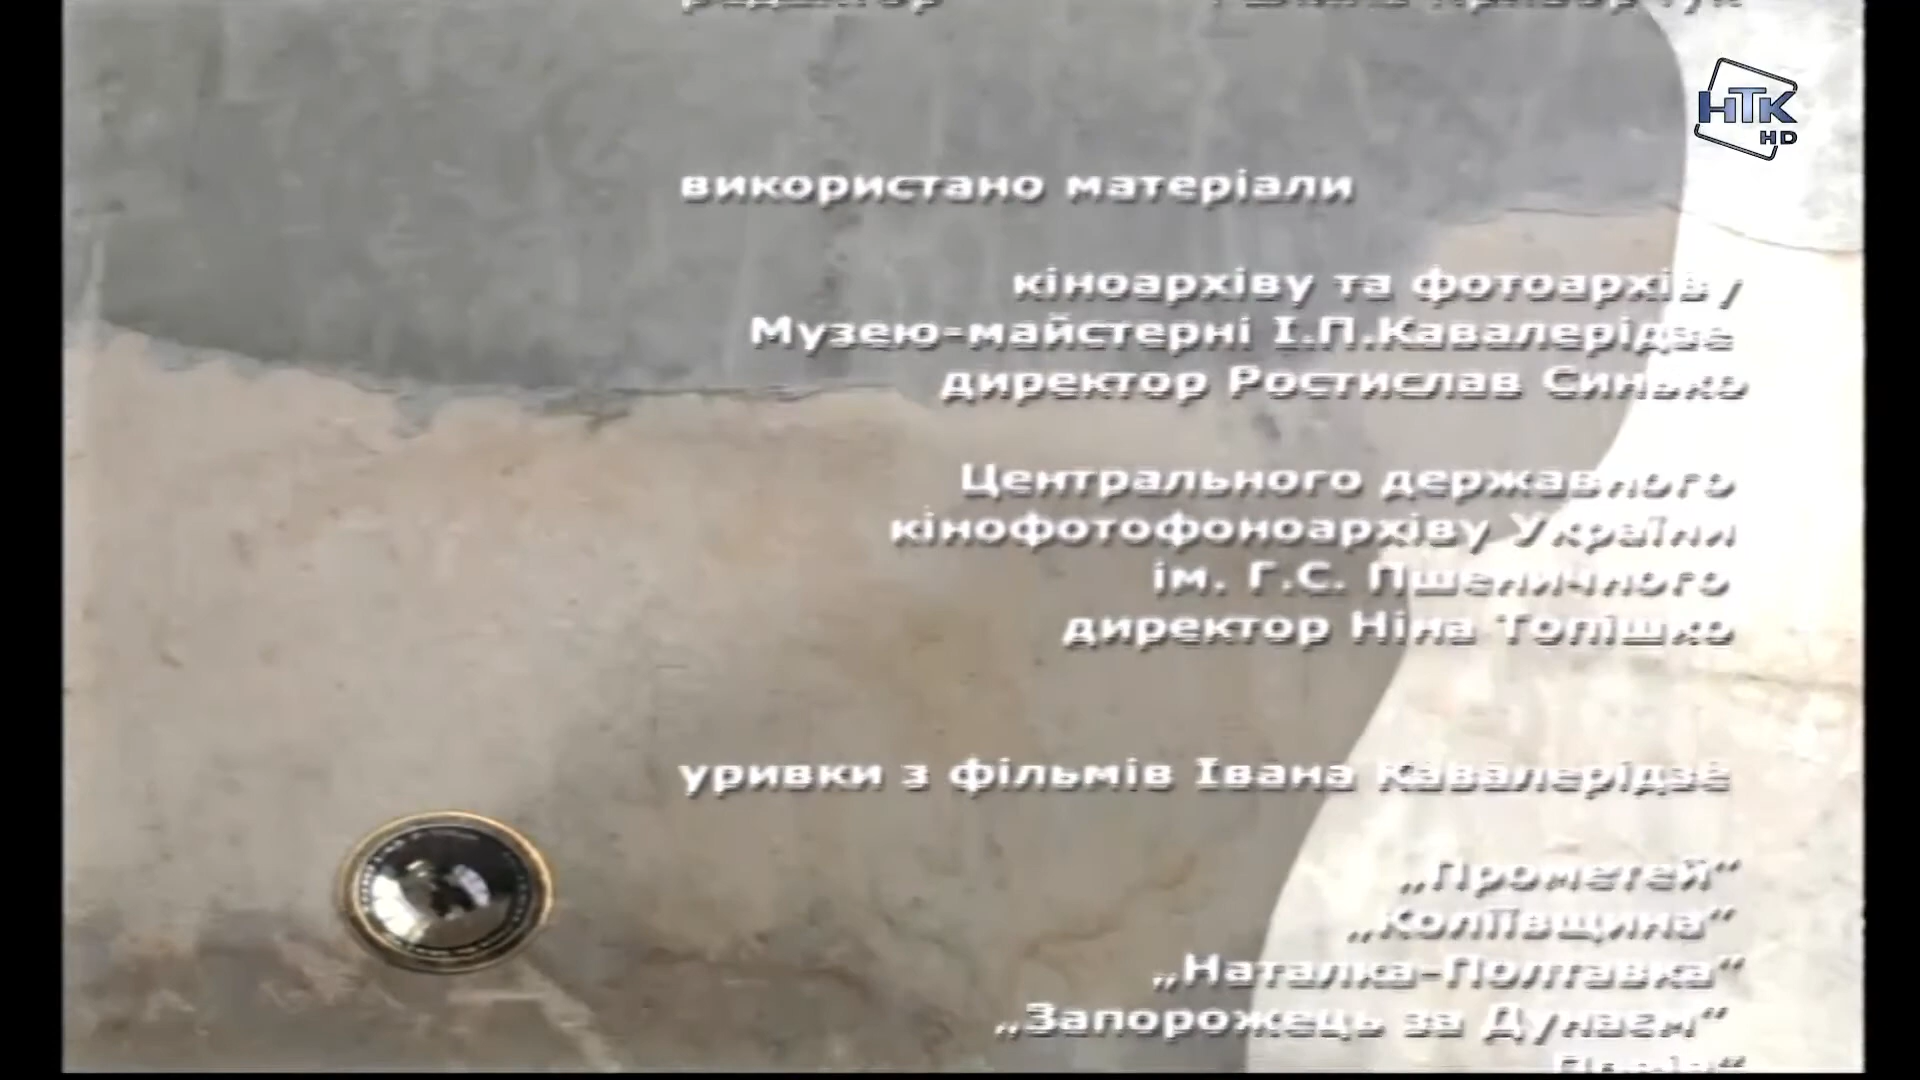 НТК
HD
використано матеріали
кіноархіву та фотоархіву
Музею-майстерні І.П.Кавалерідзе
директор Ростислав Синько
Центрального державного
кінофотофоноархіву України
ім. Г.С. Пшеничного
директор Ніна Топішко
уривки з фільмів Івана Кавалерідзе
„Прометей“
„Коліївщина“
„Наталка-Полтавка“
„Запорожець за Дунаєм“